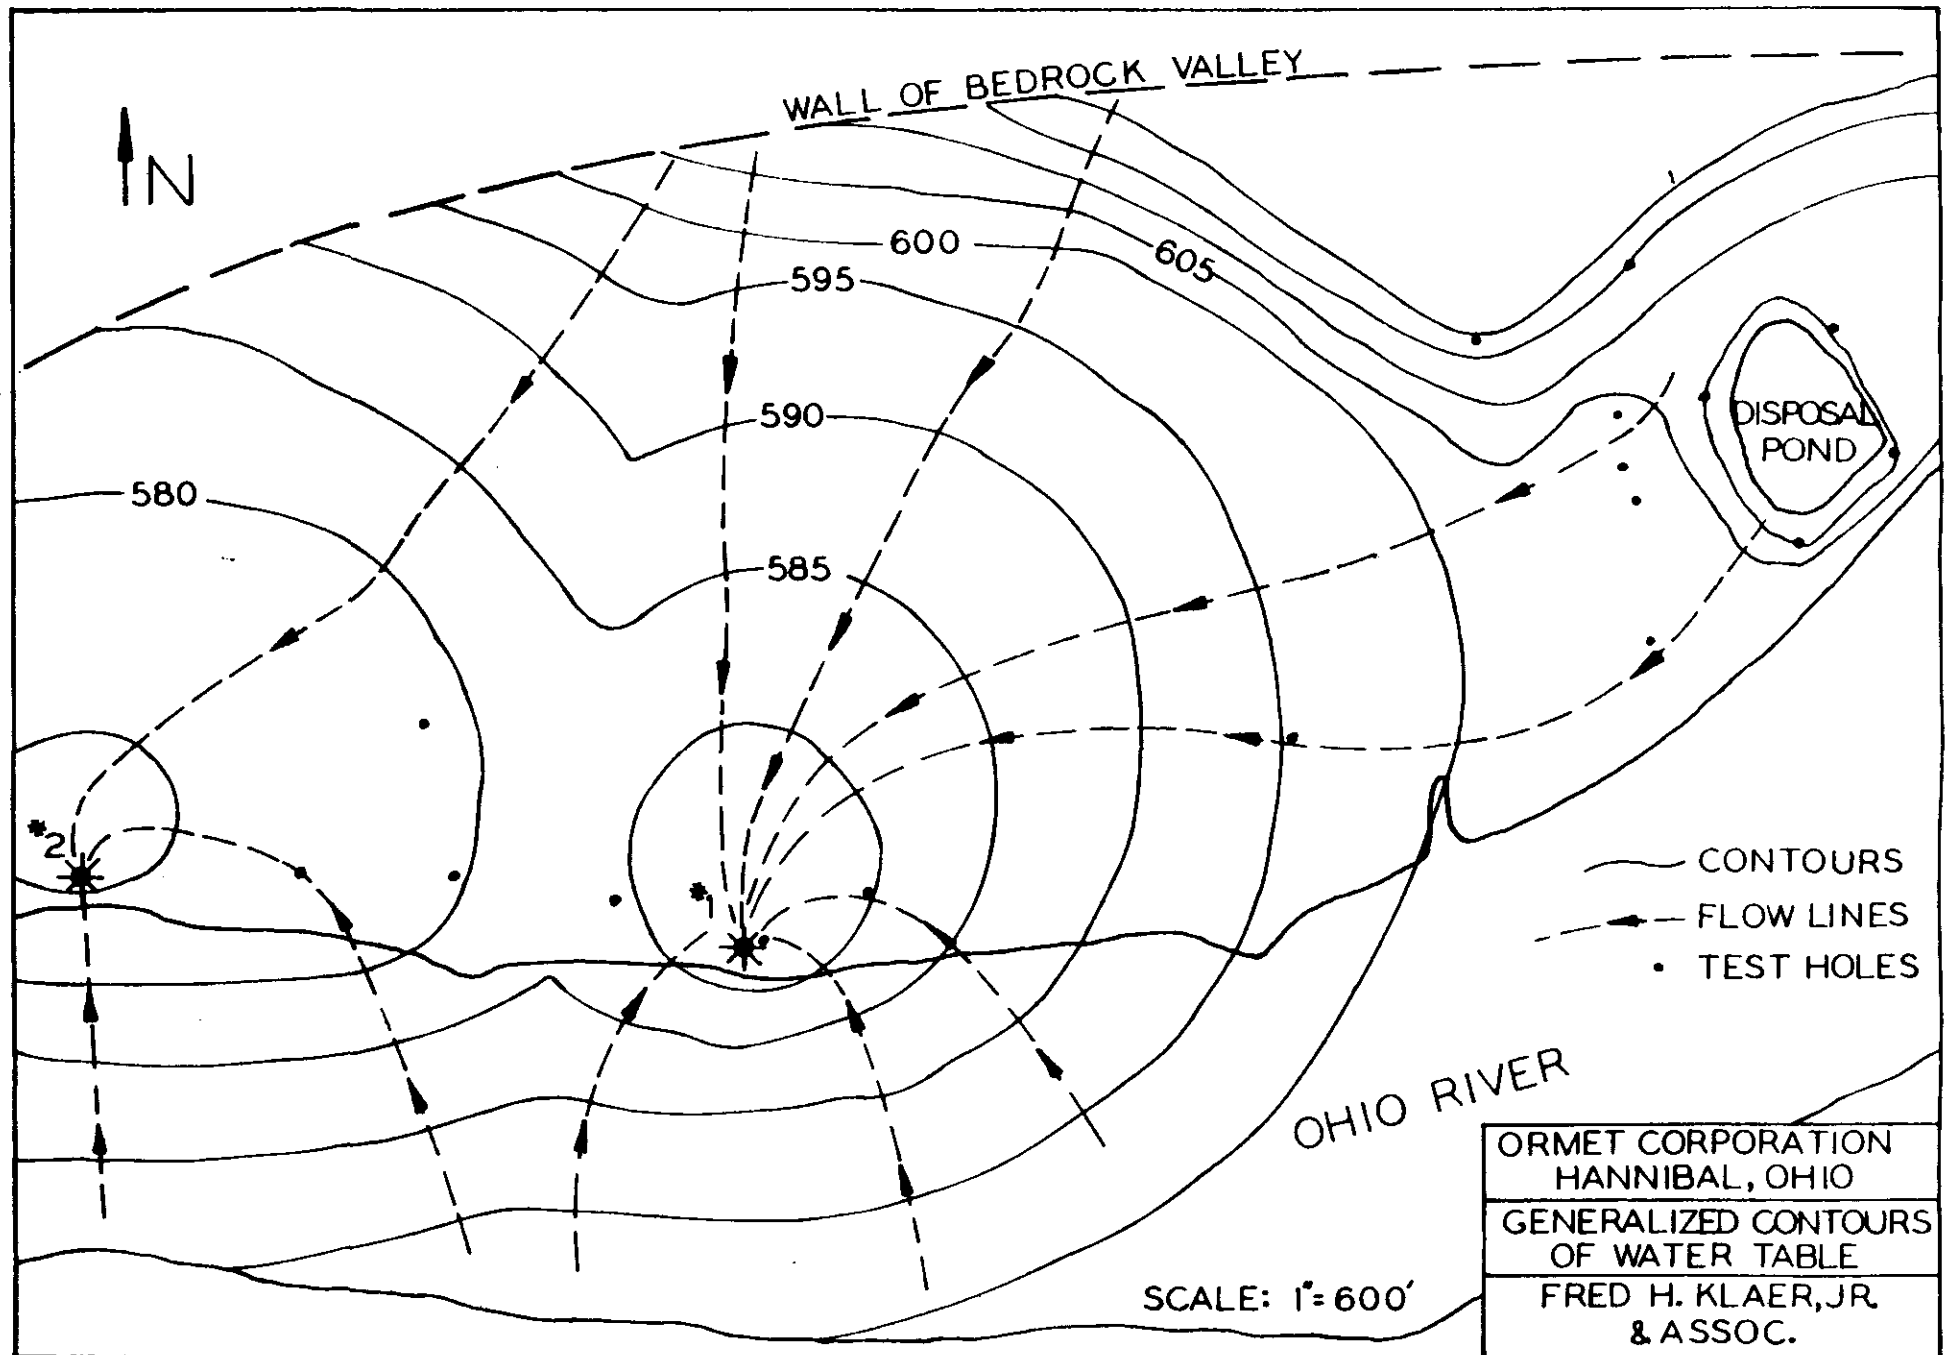 WALL OF BEDROCK VALLEY
N
600
605
595
590
580
585
DISPOSAL
POND
*2
*1
CONTOURS
FLOW LINES
TEST HOLES
OHIO RIVER
SCALE: 1"=600'
ORMET CORPORATION
HANNIBAL, OHIO
GENERALIZED CONTOURS
OF WATER TABLE
FRED H. KLAER, JR.
& ASSOC.